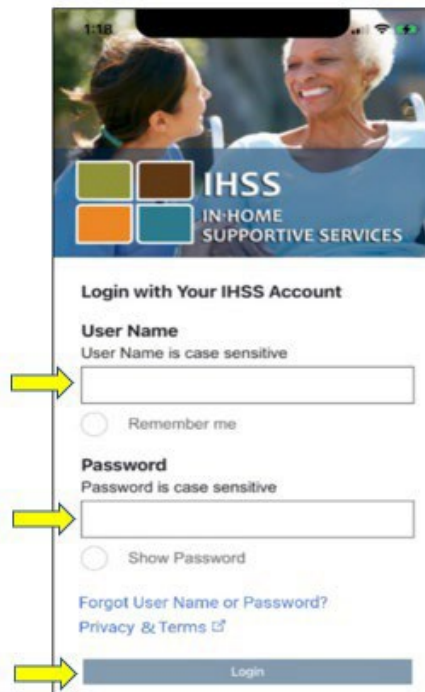 1:18
IHSS
IN-HOME
SUPPORTIVE SERVICES
Login with Your IHSS Account
User Name
User Name is case sensitive
Remember me
Password
Password is case sensitive
Show Password
Forgot User Name or Password?
Privacy & Terms
Login